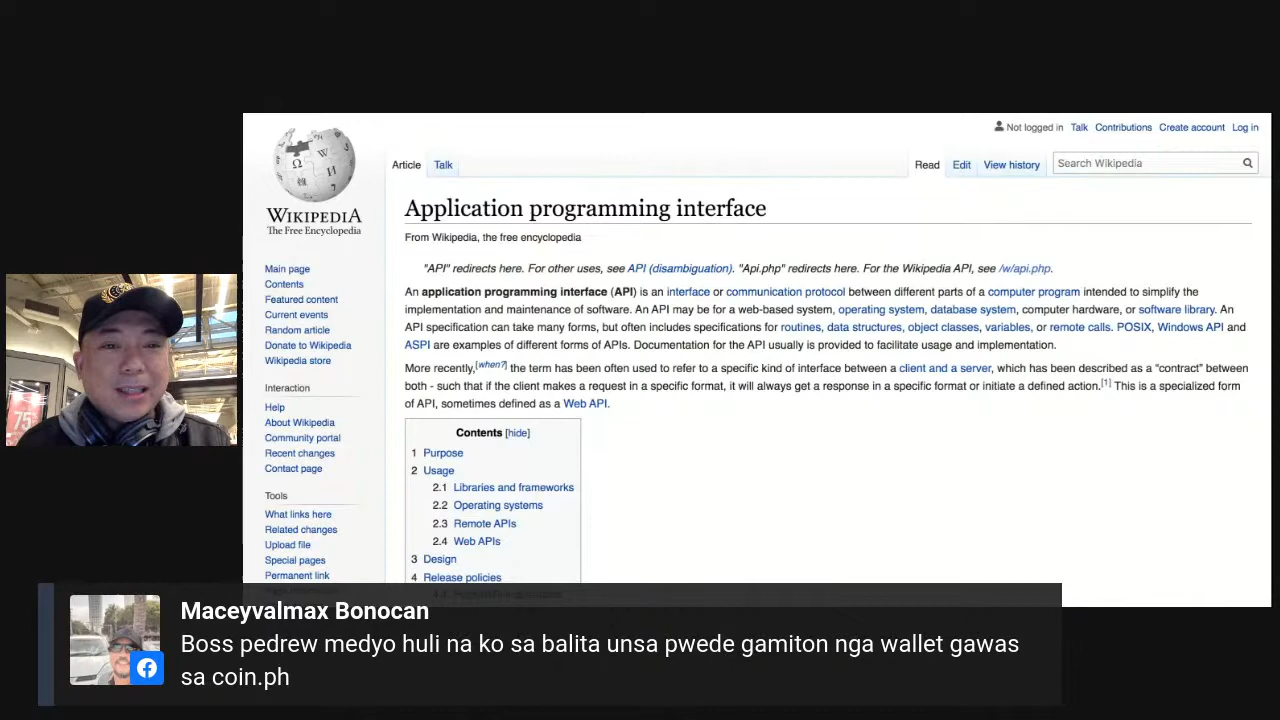 Not logged in Talk Contributions Create account Log in
Article Talk Read Edit View history Search Wikipedia
WIKIPEDIA
The Free Encyclopedia
Application programming interface
From Wikipedia, the free encyclopedia
"API" redirects here. For other uses, see API (disambiguation). "Api.php" redirects here. For the Wikipedia API, see /w/api.php.
An application programming interface (API) is an interface or communication protocol between different parts of a computer program intended to simplify the
implementation and maintenance of software. An API may be for a web-based system, operating system, database system, computer hardware, or software library. An
API specification can take many forms, but often includes specifications for routines, data structures, object classes, variables, or remote calls. POSIX, Windows API and
ASPI are examples of different forms of APIs. Documentation for the API usually is provided to facilitate usage and implementation.
More recently,[when?] the term has been often used to refer to a specific kind of interface between a client and a server, which has been described as a “contract” between
both - such that if the client makes a request in a specific format, it will always get a response in a specific format or initiate a defined action.[1] This is a specialized form
of API, sometimes defined as a Web API.
Contents [hide]
1 Purpose
2 Usage
2.1 Libraries and frameworks
2.2 Operating systems
2.3 Remote APIs
2.4 Web APIs
3 Design
4 Release policies
Main page
Contents
Featured content
Current events
Random article
Donate to Wikipedia
Wikipedia store
Interaction
Help
About Wikipedia
Community portal
Recent changes
Contact page
Tools
What links here
Related changes
Upload file
Special pages
Permanent link
75
Maceyvalmax Bonocan
Boss pedrew medyo huli na ko sa balita unsa pwede gamiton nga wallet gawas
sa coin.ph